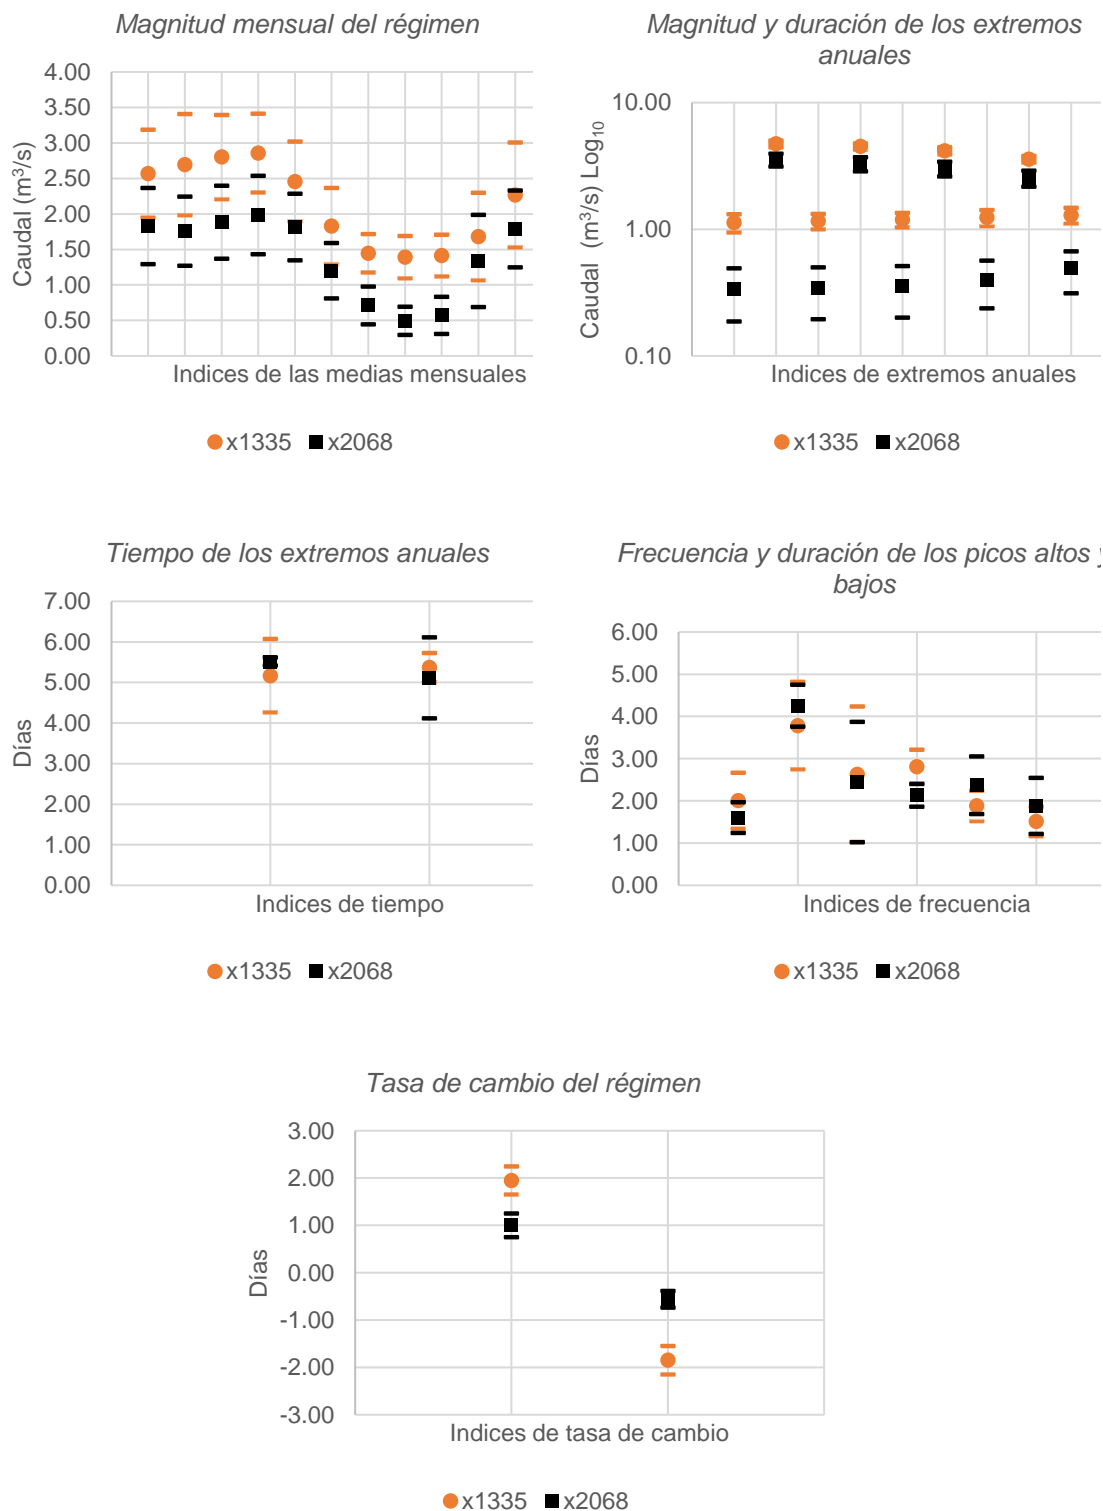 Magnitud mensual del régimen
4.00
3.50
3.00
2.50
2.00
1.50
1.00
0.50
0.00
Caudal (m³/s)
Indices de las medias mensuales
x1335 x2068
Magnitud y duración de los extremos
anuales
10.00
1.00
0.10
Caudal (m³/s) Log₁₀
Indices de extremos anuales
x1335 x2068
Tiempo de los extremos anuales
7.00
6.00
5.00
4.00
3.00
2.00
1.00
0.00
Días
Indices de tiempo
x1335 x2068
Frecuencia y duración de los picos altos y
bajos
6.00
5.00
4.00
3.00
2.00
1.00
0.00
Días
Indices de frecuencia
x1335 x2068
Tasa de cambio del régimen
3.00
2.00
1.00
0.00
-1.00
-2.00
-3.00
Días
Indices de tasa de cambio
x1335 x2068